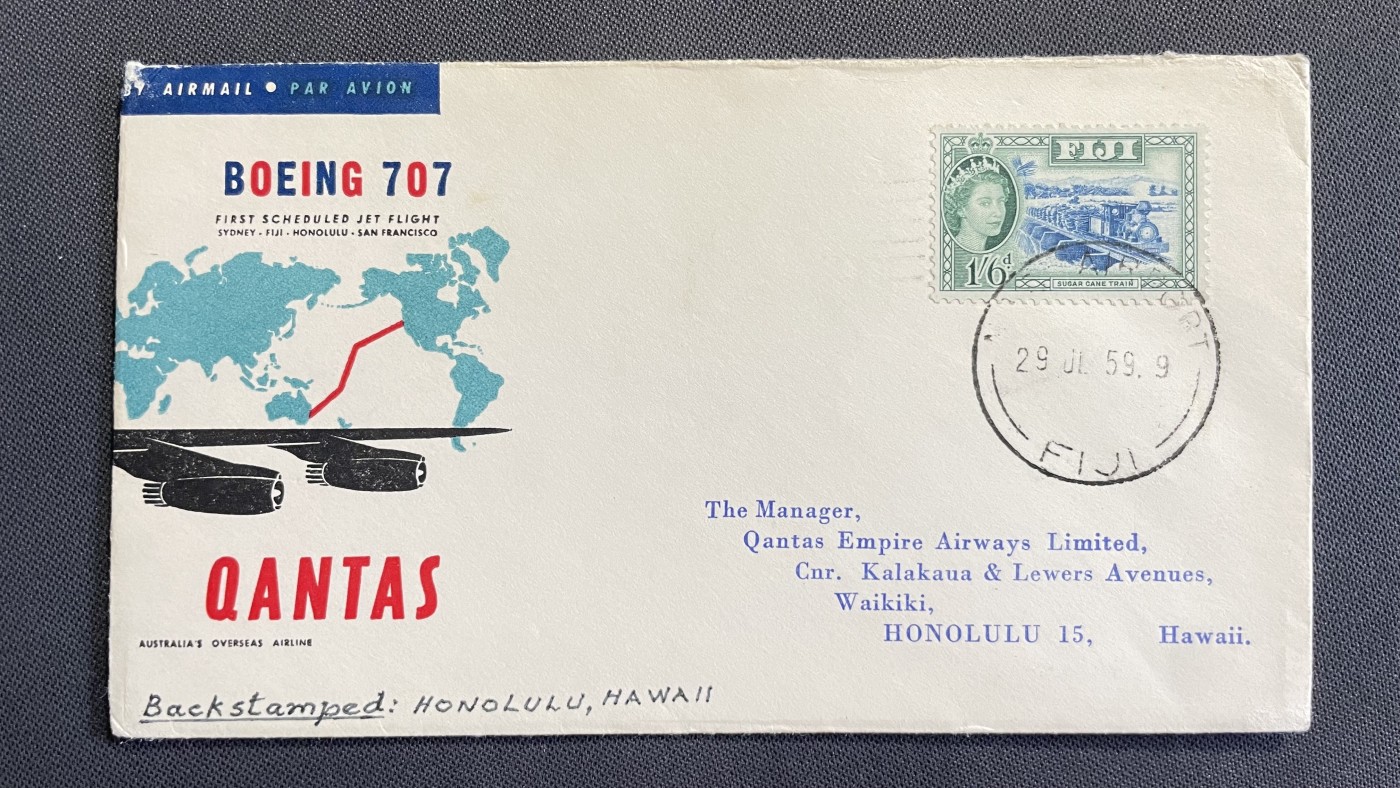 BY AIRMAIL • PAR AVION
BOEING 707
FIRST SCHEDULED JET FLIGHT
SYDNEY - FIJI - HONOLULU - SAN FRANCISCO
FIJI
1/6d
SUGAR CANE TRAIN
AIRPORT
29 JL 59. 9
FIJI
The Manager,
Qantas Empire Airways Limited,
Cnr. Kalakaua & Lewers Avenues,
Waikiki,
HONOLULU 15, Hawaii.
QANTAS
AUSTRALIA'S OVERSEAS AIRLINE
Backstamped: HONOLULU, HAWAII